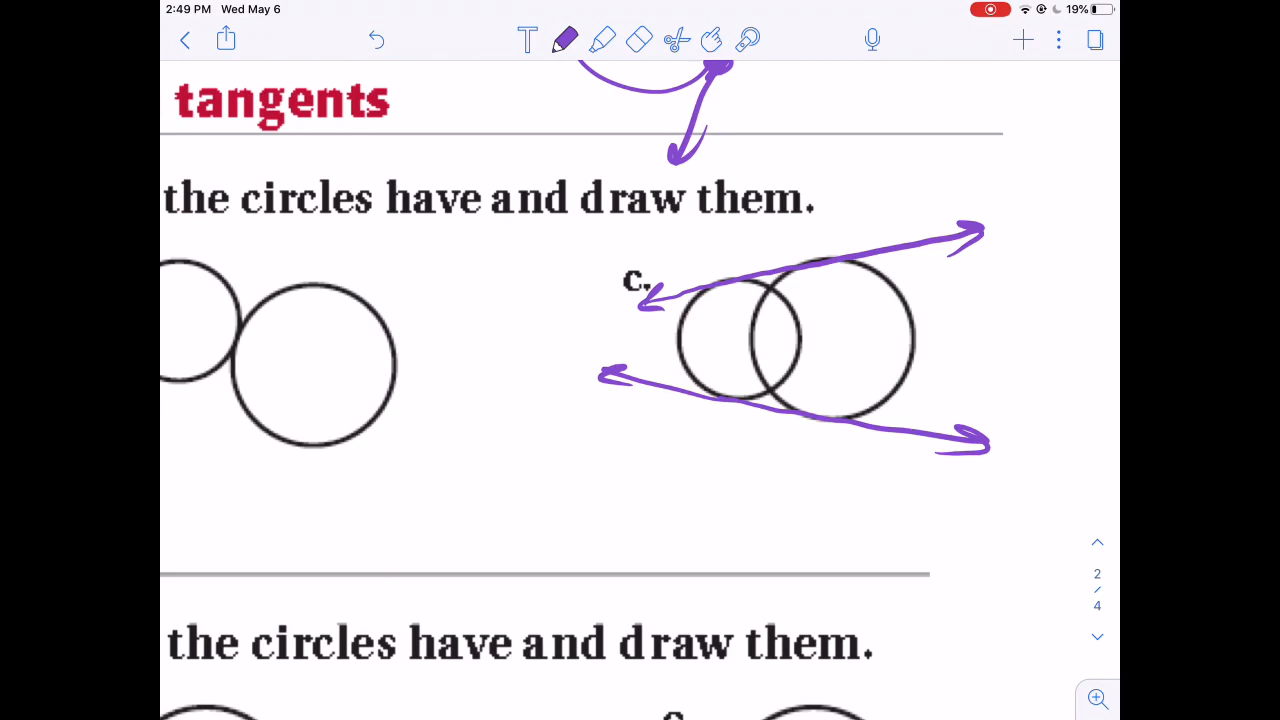 2:49 PM Wed May 6
19%
T
tangents
the circles have and draw them.
c.
2
/
4
the circles have and draw them.